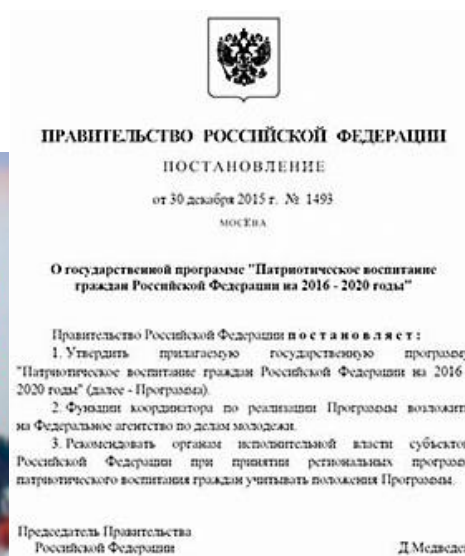 ПРАВИТЕЛЬСТВО РОССИЙСКОЙ ФЕДЕРАЦИИ
ПОСТАНОВЛЕНИЕ
от 30 декабря 2015 г. № 1493
МОСКВА
О государственной программе "Патриотическое воспитание
граждан Российской Федерации на 2016 - 2020 годы"
Правительство Российской Федерации постановляет:
1. Утвердить прилагаемую государственную программу
"Патриотическое воспитание граждан Российской Федерации на 2016
2020 годы" (далее - Программа).
2. Функции координатора по реализации Программы возложить
на Федеральное агентство по делам молодежи.
3. Рекомендовать органам исполнительной власти субъектов
Российской Федерации при принятии региональных программ
патриотического воспитания граждан учитывать положения Программы.
Председатель Правительства
Российской Федерации Д.Медведев